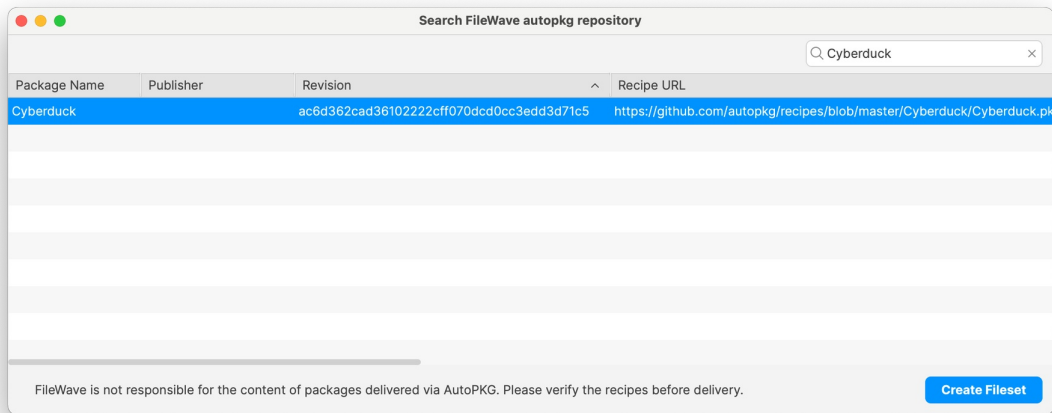 Search FileWave autopkg repository
Cyberduck
Package Name Publisher Revision Recipe URL
Cyberduck ac6d362cad36102222cff070dcd0cc3edd3d71c5 https://github.com/autopkg/recipes/blob/master/Cyberduck/Cyberduck.pk
FileWave is not responsible for the content of packages delivered via AutoPKG. Please verify the recipes before delivery.
Create Fileset